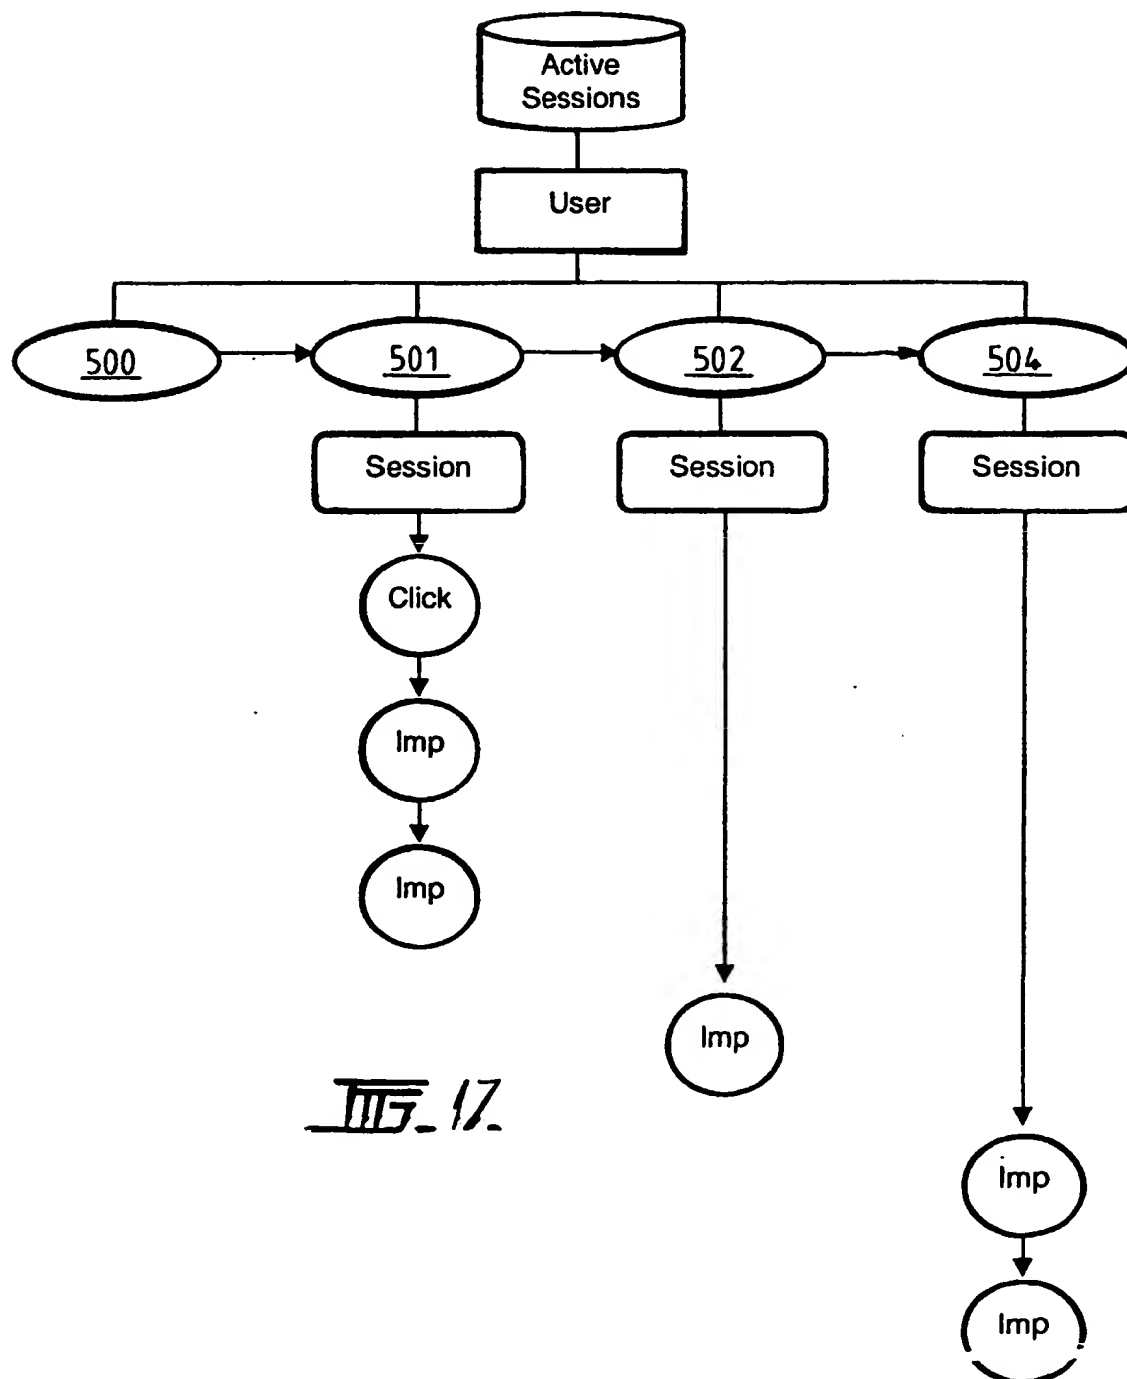 Active
Sessions
User
500
501
502
504
Session
Session
Session
Click
Imp
Imp
Imp
Imp
Imp
FIG. 17.